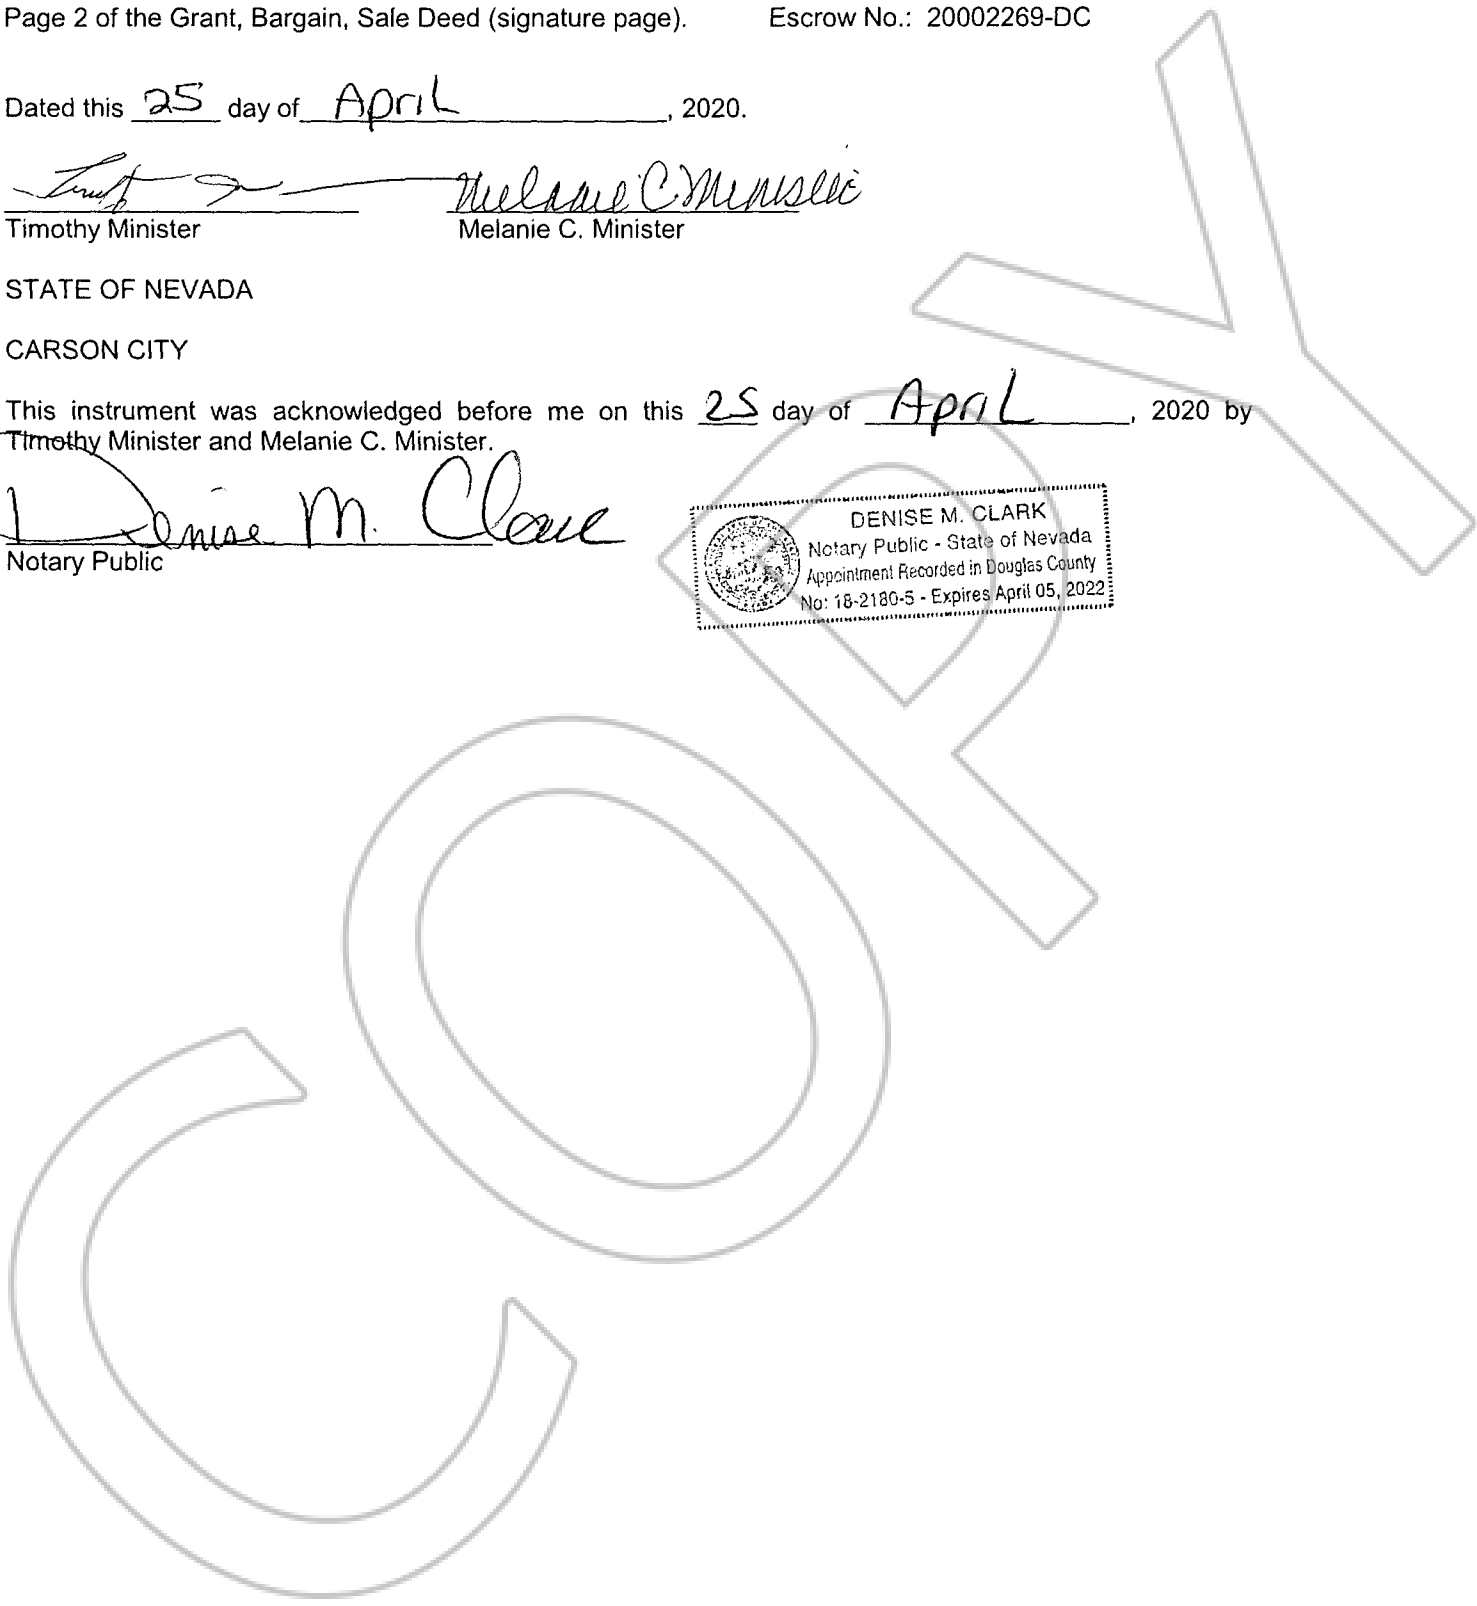 Page 2 of the Grant, Bargain, Sale Deed (signature page). Escrow No.: 20002269-DC
Dated this 25 day of April, 2020.
Melanie C Minister
Timothy Minister Melanie C. Minister
STATE OF NEVADA
CARSON CITY
This instrument was acknowledged before me on this 25 day of April, 2020 by
Timothy Minister and Melanie C. Minister.
Denise M. Clark
Notary Public
DENISE M. CLARK
Notary Public - State of Nevada
Appointment Recorded in Douglas County
No: 18-2180-5 - Expires April 05, 2022
COPY